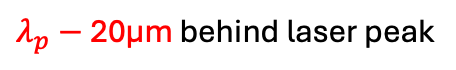 λₚ – 20μm behind laser peak